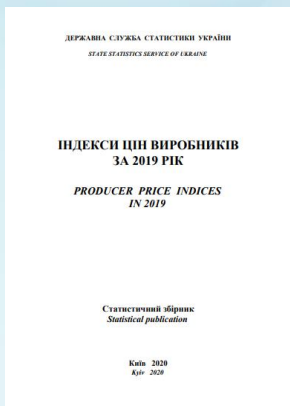 ДЕРЖАВНА СЛУЖБА СТАТИСТИКИ УКРАЇНИ
STATE STATISTICS SERVICE OF UKRAINE
ІНДЕКСИ ЦІН ВИРОБНИКІВ
ЗА 2019 РІК
PRODUCER PRICE INDICES
IN 2019
Статистичний збірник
Statistical publication
Київ 2020
Kyiv 2020